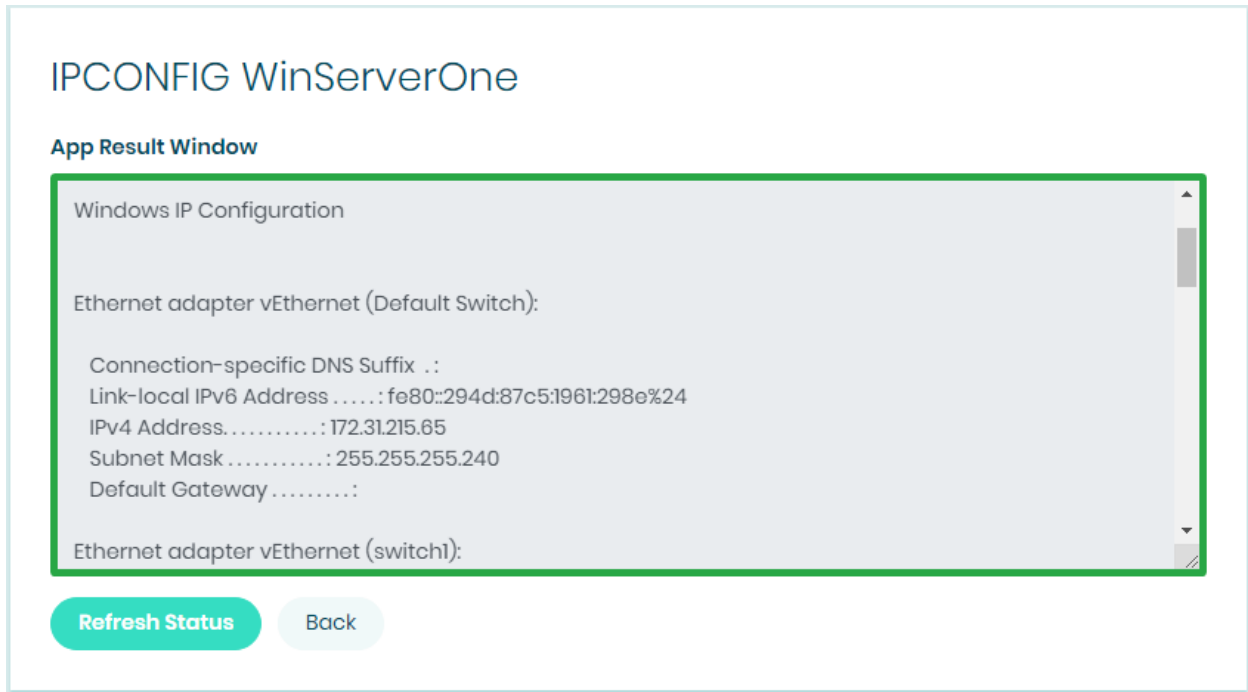 IPCONFIG WinServerOne
App Result Window
Windows IP Configuration
Ethernet adapter vEthernet (Default Switch):
Connection-specific DNS Suffix  . :
Link-local IPv6 Address . . . . . : fe80::294d:87c5:1961:298e%24
IPv4 Address. . . . . . . . . . . : 172.31.215.65
Subnet Mask . . . . . . . . . . . : 255.255.255.240
Default Gateway . . . . . . . . . :
Ethernet adapter vEthernet (switch1):
Refresh Status
Back